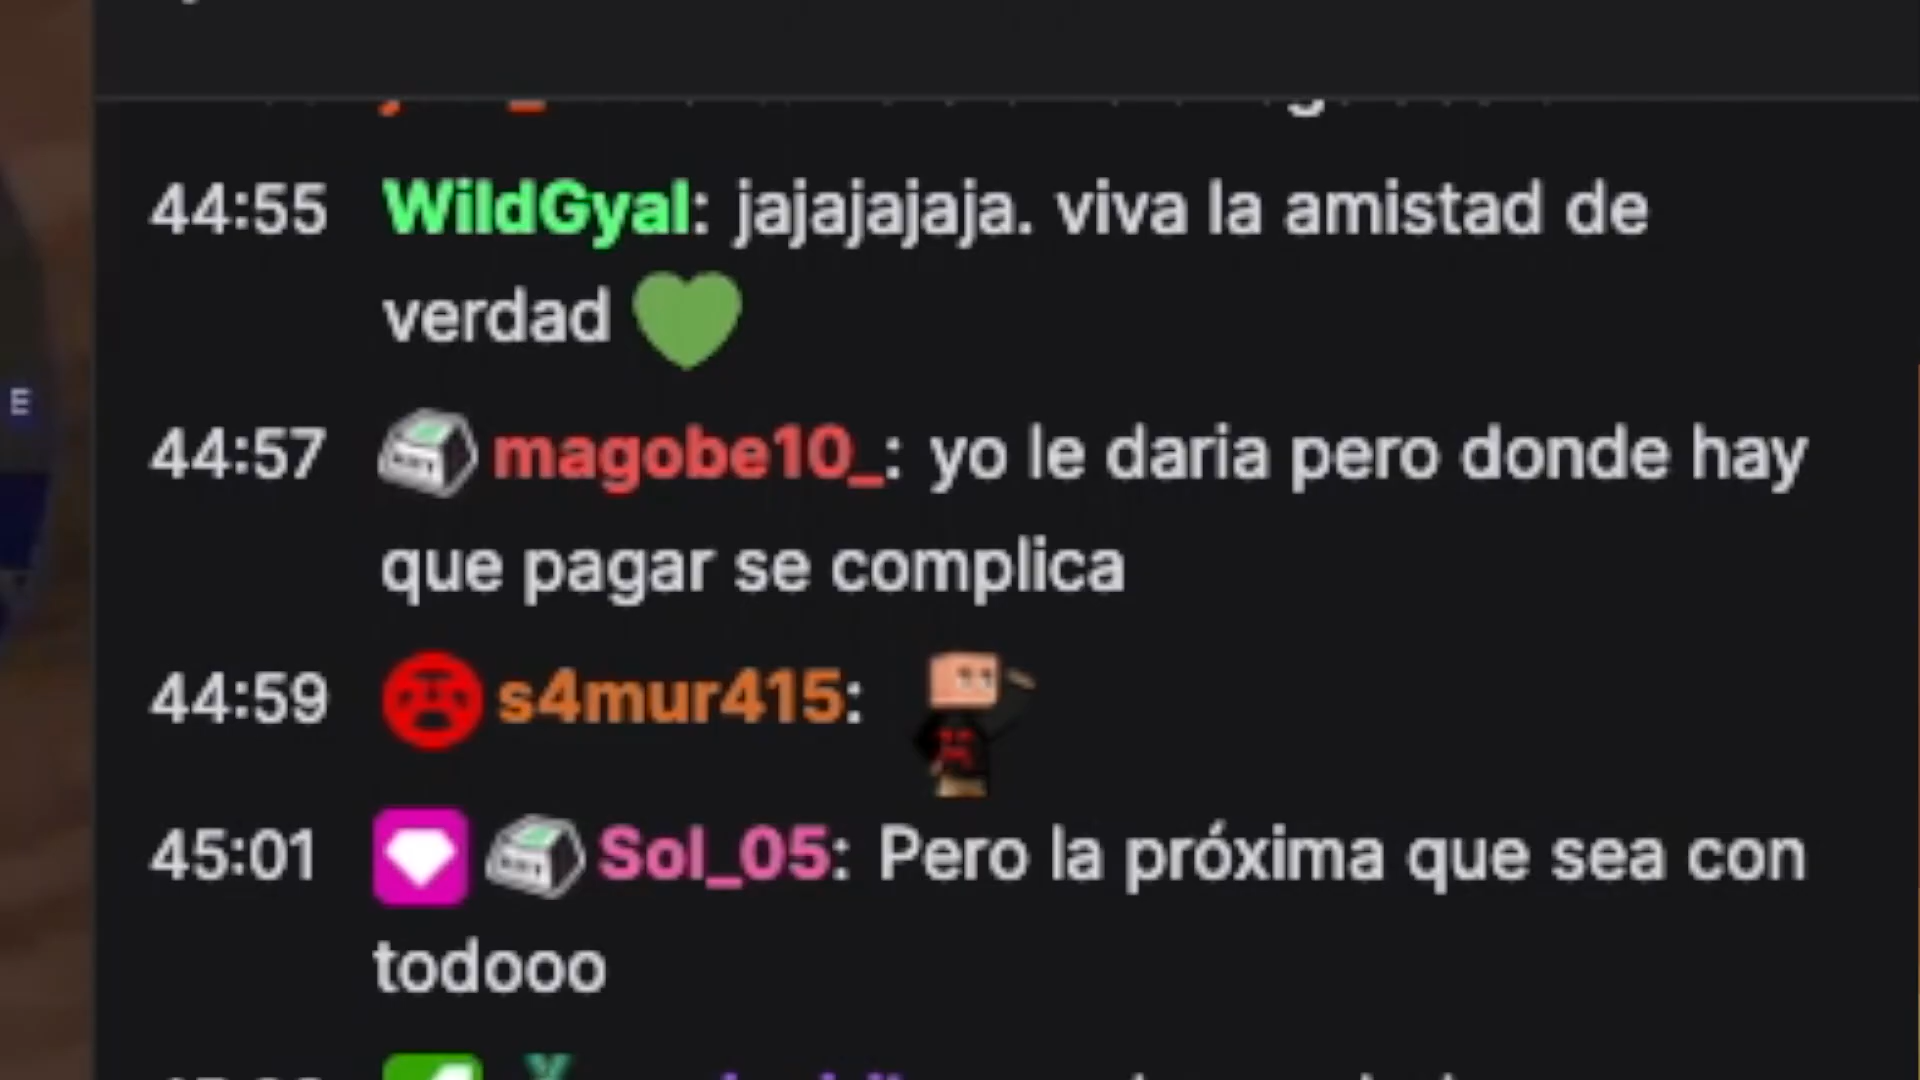 44:55 WildGyal: jajajajaja. viva la amistad de
verdad 💚
44:57 magobe10_: yo le daria pero donde hay
que pagar se complica
44:59 s4mur415:
45:01 Sol_05: Pero la próxima que sea con
todooo
E